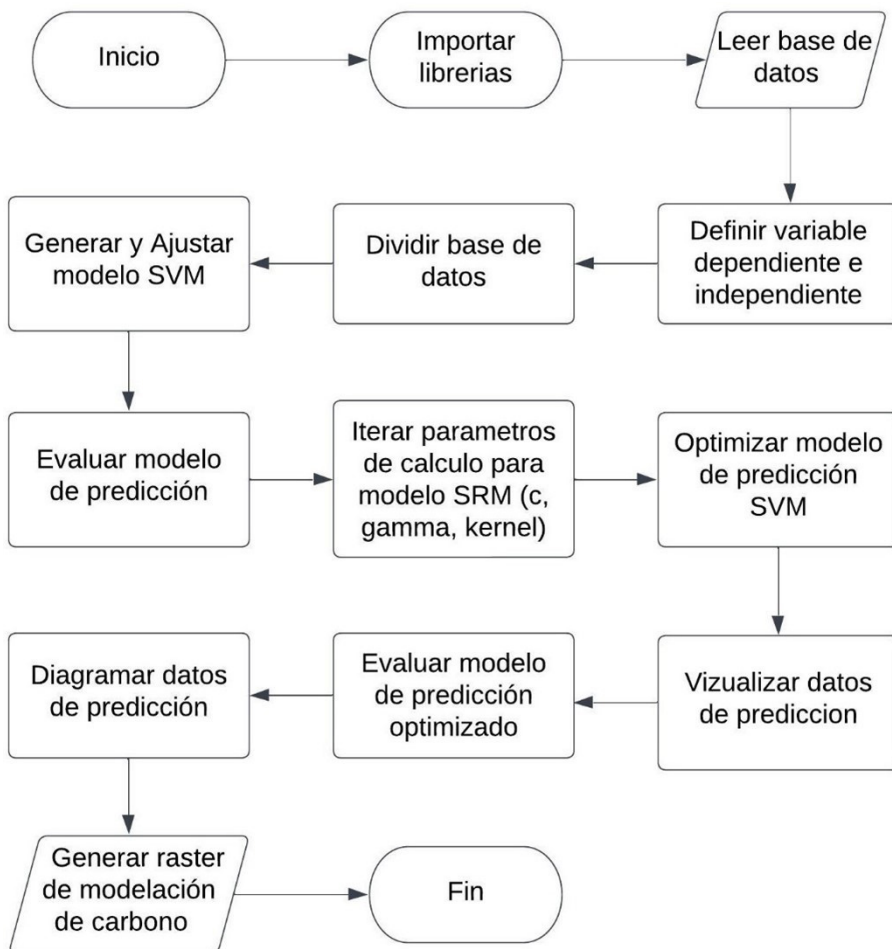 Inicio
Importar
librerias
Leer base de
datos
Definir variable
dependiente e
independiente
Dividir base de
datos
Generar y Ajustar
modelo SVM
Evaluar modelo
de predicción
Iterar parametros
de calculo para
modelo SRM (c,
gamma, kernel)
Optimizar modelo
de predicción
SVM
Vizualizar datos
de prediccion
Evaluar modelo
de predicción
optimizado
Diagramar datos
de predicción
Generar raster
de modelación
de carbono
Fin